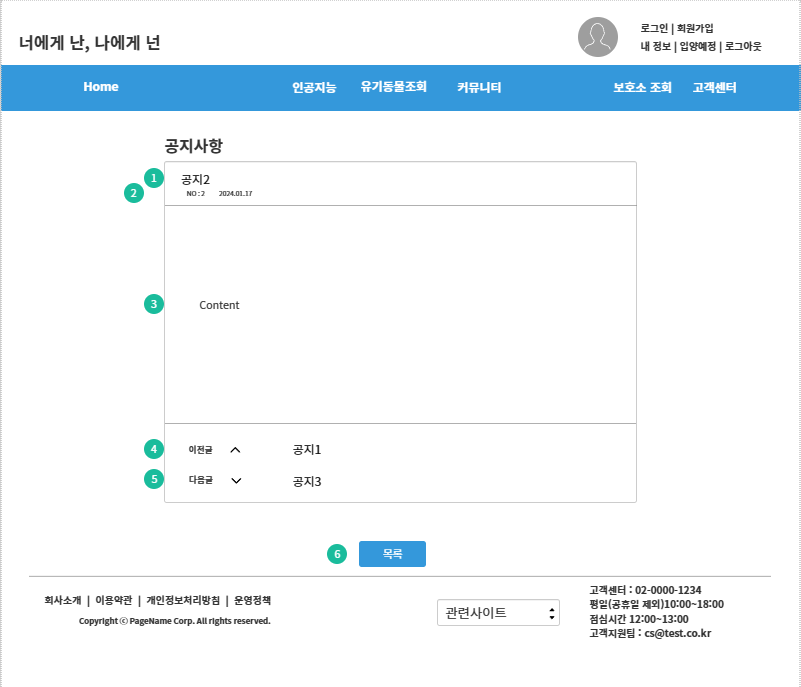 너에게 난, 나에게 넌
로그인 | 회원가입
내 정보 | 입양예정 | 로그아웃
Home 인공지능 유기동물조회 커뮤니티 보호소 조회 고객센터
공지사항
1 공지2
2 NO : 2 2024.01.17
3 Content
4 이전글 공지1
5 다음글 공지3
6 목록
회사소개 | 이용약관 | 개인정보처리방침 | 운영정책
Copyright ⓒ PageName Corp. All rights reserved.
관련사이트
고객센터 : 02-0000-1234
평일(공휴일 제외)10:00~18:00
점심시간 12:00~13:00
고객지원팀 : cs@test.co.kr